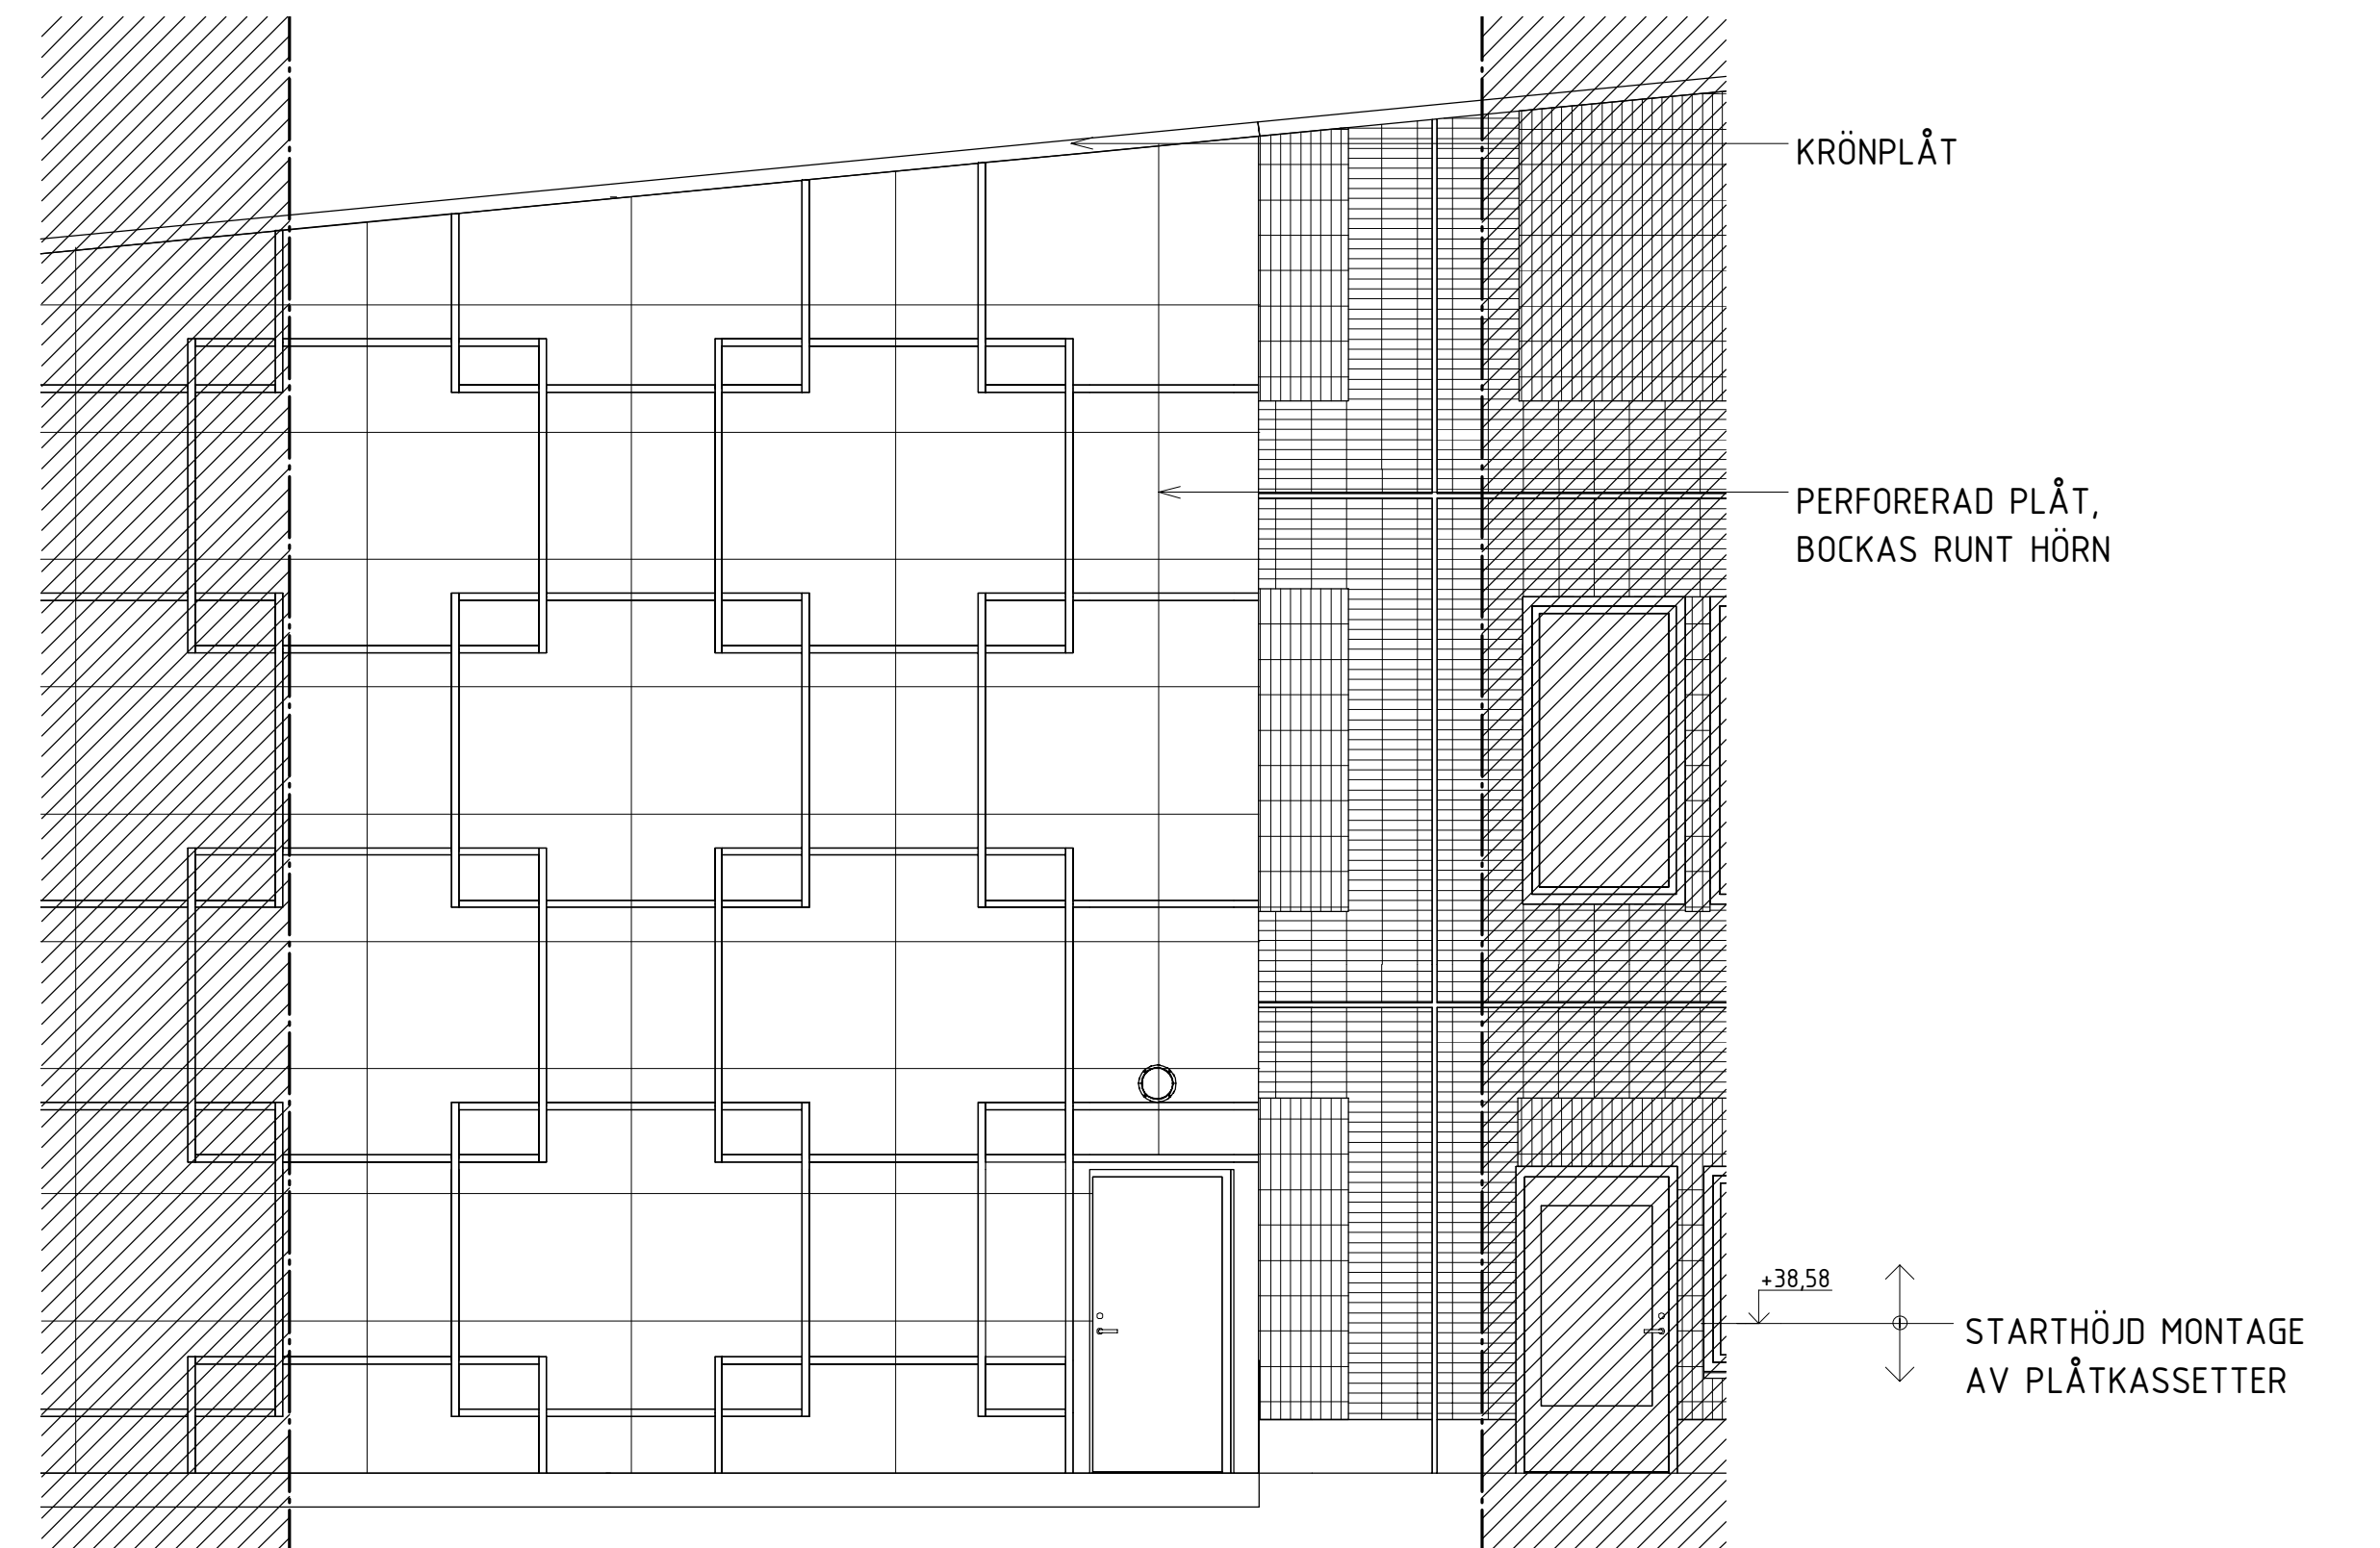 KRÖNPLÅT
PERFORERAD PLÅT,
BOCKAS RUNT HÖRN
+38,58
STARTHÖJD MONTAGE
AV PLÅTKASSETTER